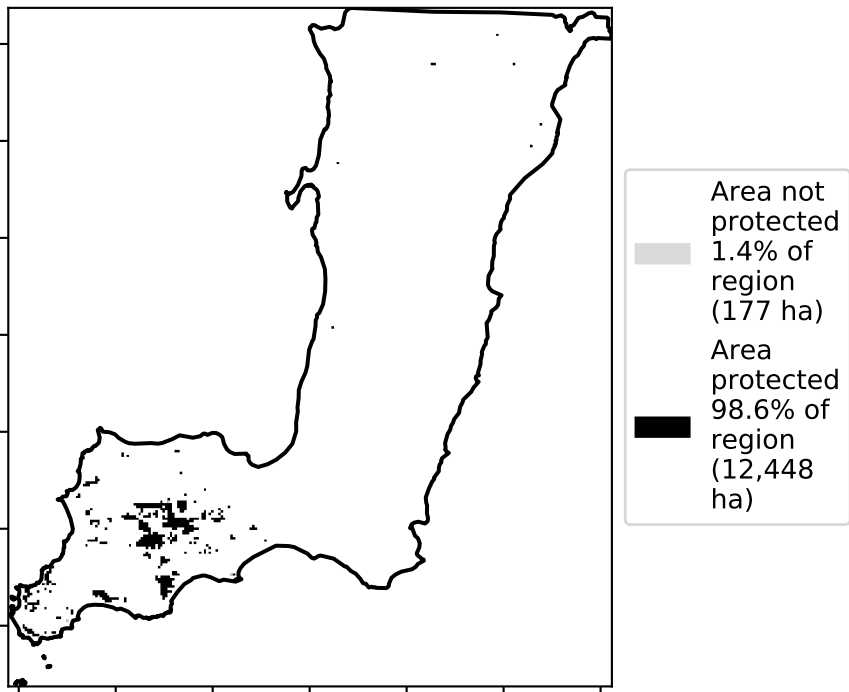 Area not
protected
1.4% of
region
(177 ha)
Area
protected
98.6% of
region
(12,448
ha)